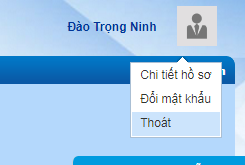 Đào Trọng Ninh
Chi tiết hồ sơ
Đổi mật khẩu
Thoát